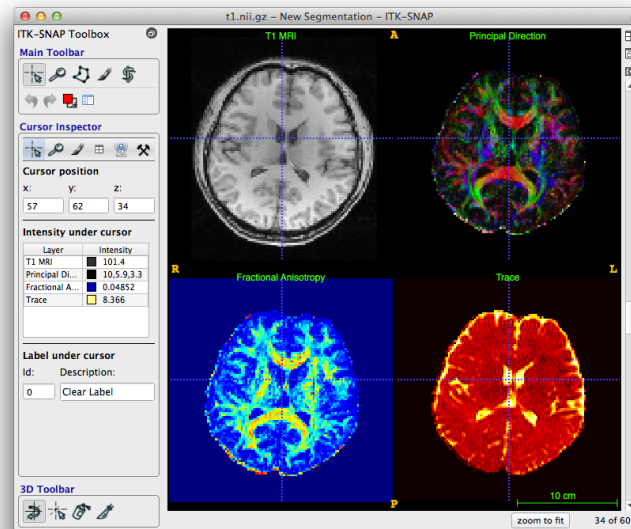 t1.nii.gz - New Segmentation - ITK-SNAP
ITK-SNAP Toolbox
Main Toolbar
Cursor Inspector
Cursor position
x: y: z:
57 62 34
Intensity under cursor
Layer Intensity
T1 MRI 101.4
Principal Di... 10,5.9,3.3
Fractional A... 0.04852
Trace 8.366
Label under cursor
Id: Description:
0 Clear Label
3D Toolbar
T1 MRI
A
Principal Direction
R
L
Fractional Anisotropy
Trace
10 cm
P
zoom to fit
34 of 60